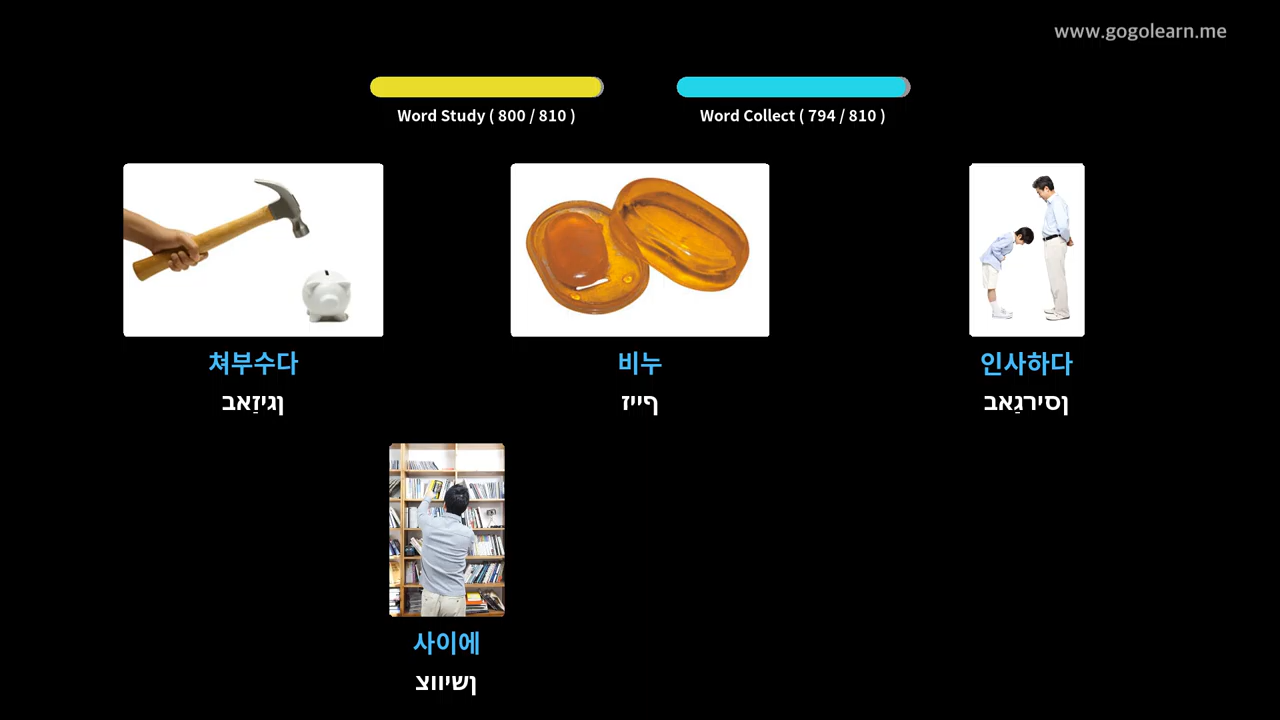 www.gogolearn.me
Word Study ( 800 / 810 )
Word Collect ( 794 / 810 )
쳐부수다
באַזיגן
비누
זייף
인사하다
באַגריסן
사이에
צווישן